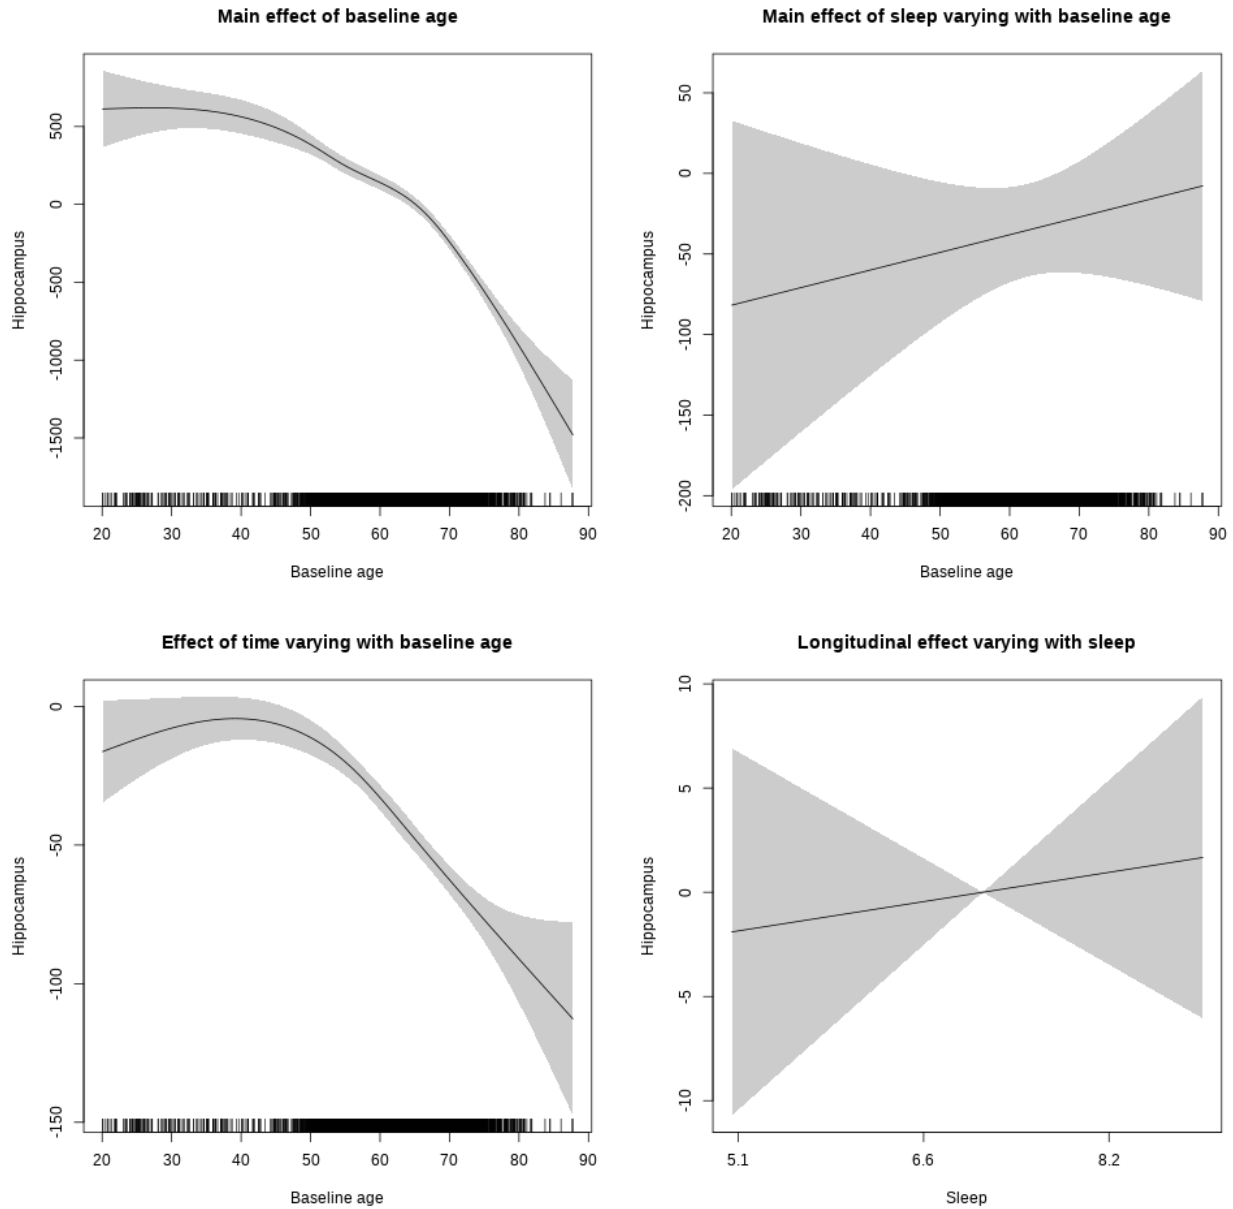 Main effect of baseline age
Hippocampus
500
0
-500
-1000
-1500
20 30 40 50 60 70 80 90
Baseline age
Main effect of sleep varying with baseline age
Hippocampus
50
0
-50
-100
-150
-200
20 30 40 50 60 70 80 90
Baseline age
Effect of time varying with baseline age
Hippocampus
0
-50
-100
-150
20 30 40 50 60 70 80 90
Baseline age
Longitudinal effect varying with sleep
Hippocampus
10
5
0
-5
-10
5.1 6.6 8.2
Sleep